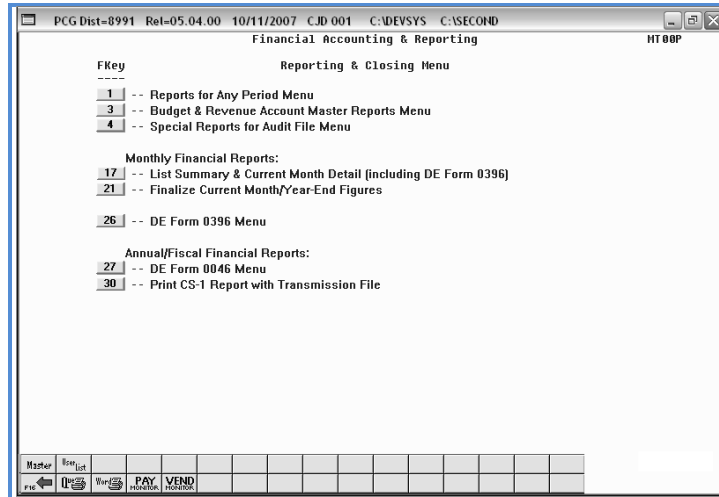 PCG Dist=8991 Rel=05.04.00 10/11/2007 CJD 001 C:\DEVSYS C:\SECOND
Financial Accounting & Reporting MT00P
FKey Reporting & Closing Menu
----
1 -- Reports for Any Period Menu
3 -- Budget & Revenue Account Master Reports Menu
4 -- Special Reports for Audit File Menu
Monthly Financial Reports:
17 -- List Summary & Current Month Detail (including DE Form 0396)
21 -- Finalize Current Month/Year-End Figures
26 -- DE Form 0396 Menu
Annual/Fiscal Financial Reports:
27 -- DE Form 0046 Menu
30 -- Print CS-1 Report with Transmission File
Master User List
F16 Que Word PAY MONITOR VEND MONITOR